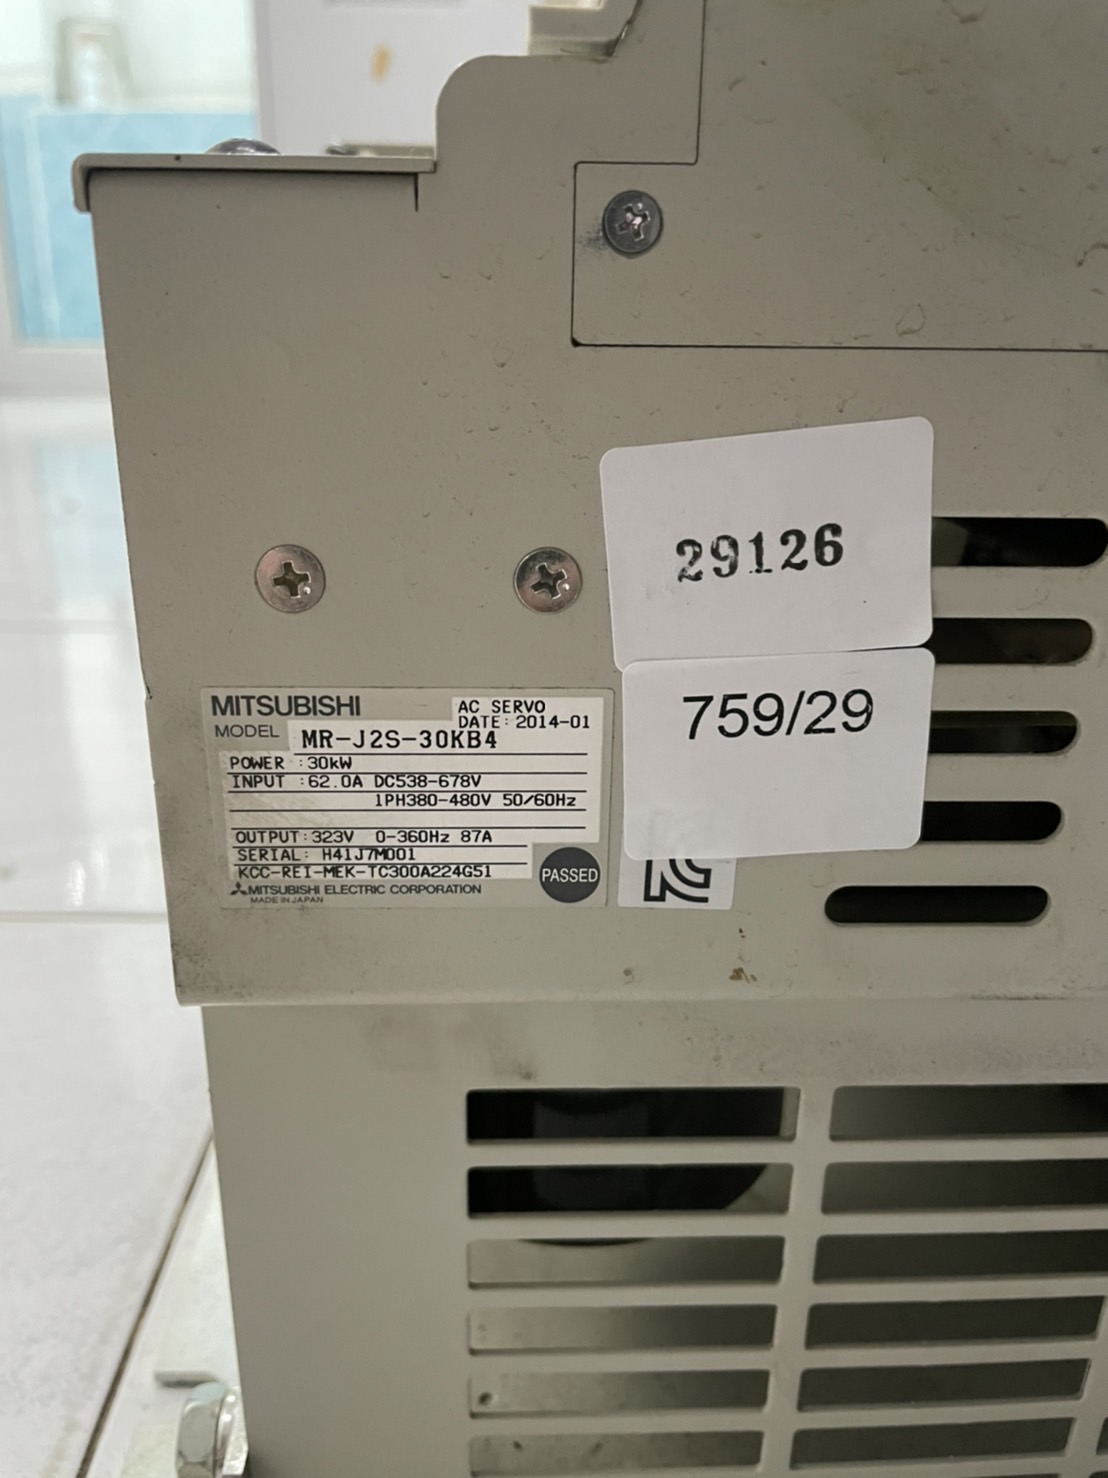 29126
759/29
MITSUBISHI
AC SERVO
DATE: 2014-01
MODEL MR-J2S-30KB4
POWER :30kW
INPUT :62.0A DC538-678V
1PH380-480V 50/60Hz
OUTPUT:323V 0-360Hz 87A
SERIAL: H41J7M001
KCC-REI-MEK-TC300A224G51
MITSUBISHI ELECTRIC CORPORATION
MADE IN JAPAN
PASSED